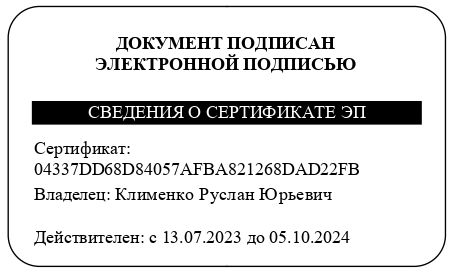 ДОКУМЕНТ ПОДПИСАН
ЭЛЕКТРОННОЙ ПОДПИСЬЮ
СВЕДЕНИЯ О СЕРТИФИКАТЕ ЭП
Сертификат:
04337DD68D84057AFBA821268DAD22FB
Владелец: Клименко Руслан Юрьевич
Действителен: с 13.07.2023 до 05.10.2024